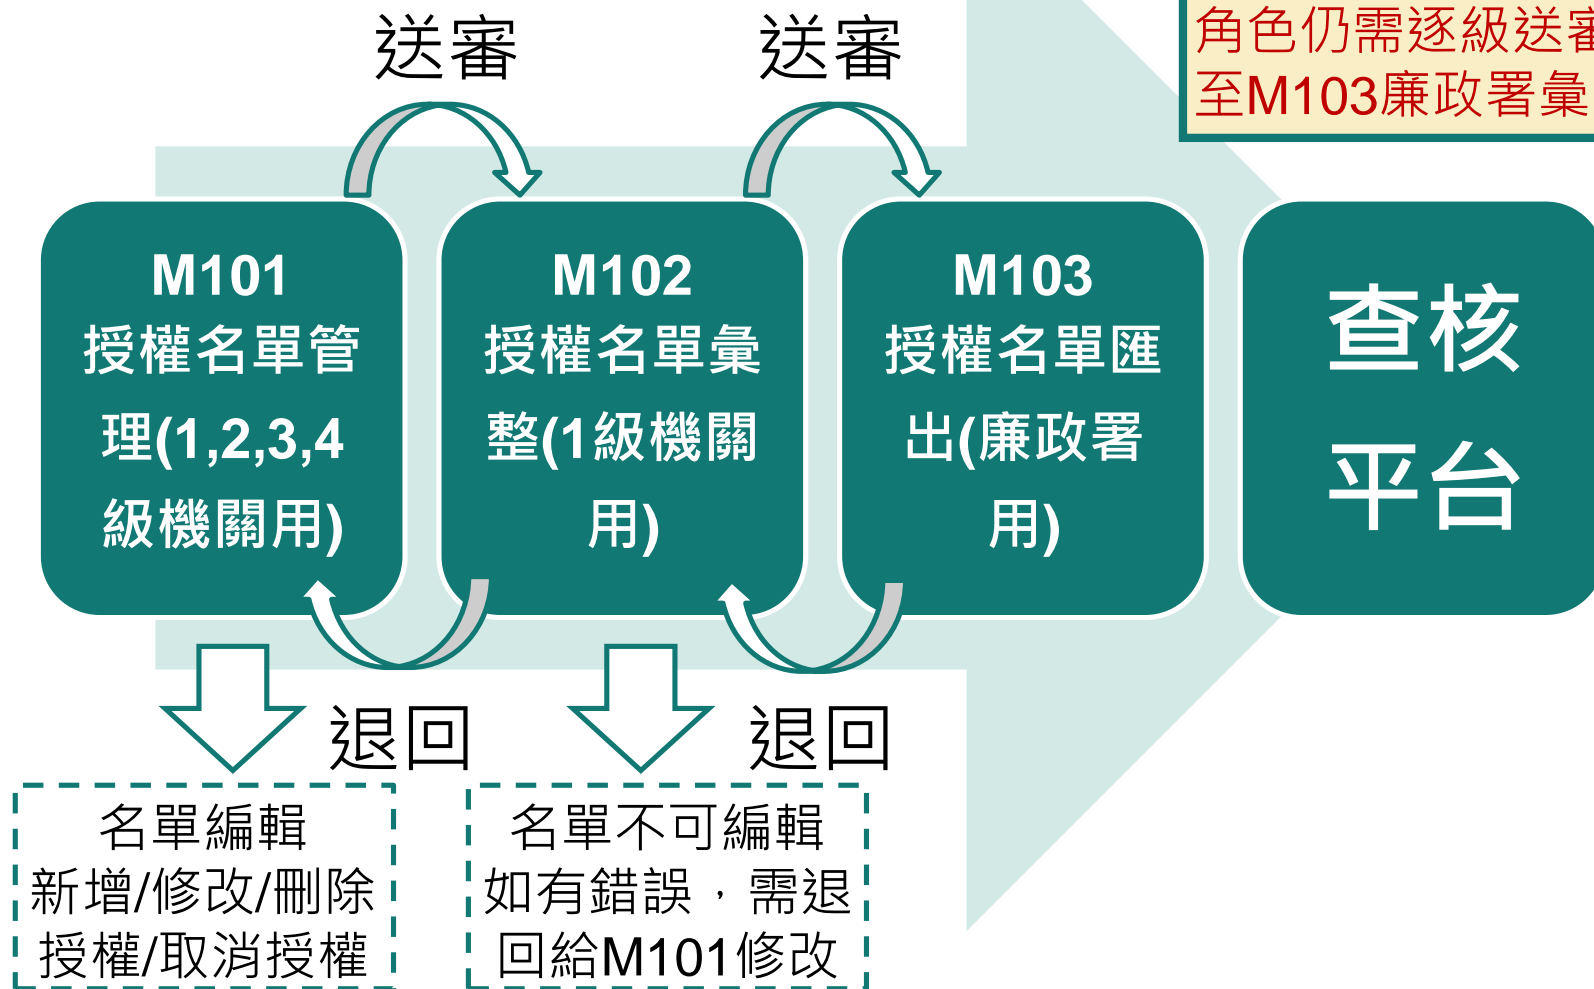 送審
送審
角色仍需逐級送審
至M103廉政署彙
M101
授權名單管
理(1,2,3,4
級機關用)
M102
授權名單彙
整(1級機關
用)
M103
授權名單匯
出(廉政署
用)
查核
平台
退回
退回
名單編輯
新增/修改/刪除
授權/取消授權
名單不可編輯
如有錯誤，需退
回給M101修改